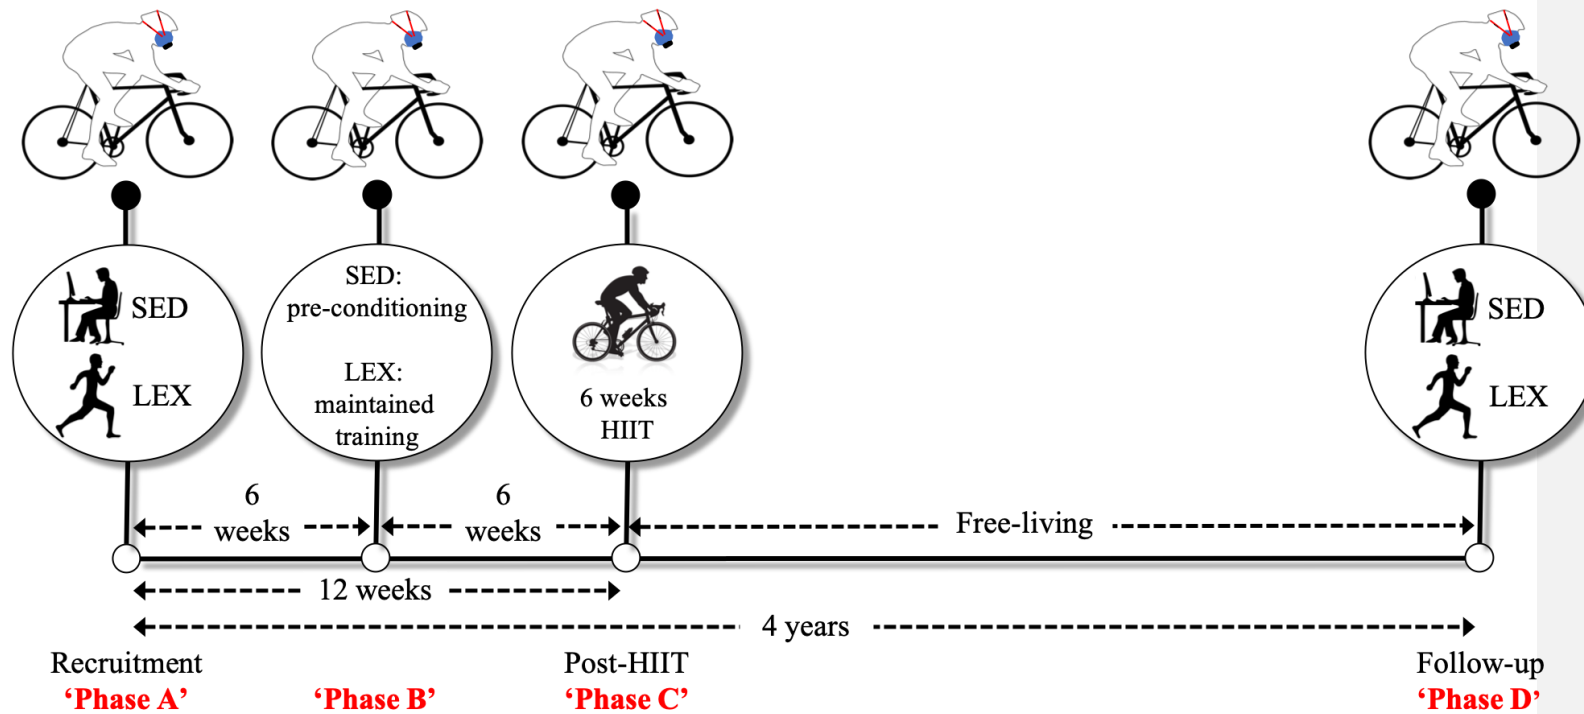 SED
LEX
SED:
pre-conditioning
LEX:
maintained
training
6 weeks
HIIT
SED
LEX
6
weeks
6
weeks
Free-living
12 weeks
4 years
Recruitment
‘Phase A’
‘Phase B’
Post-HIIT
‘Phase C’
Follow-up
‘Phase D’